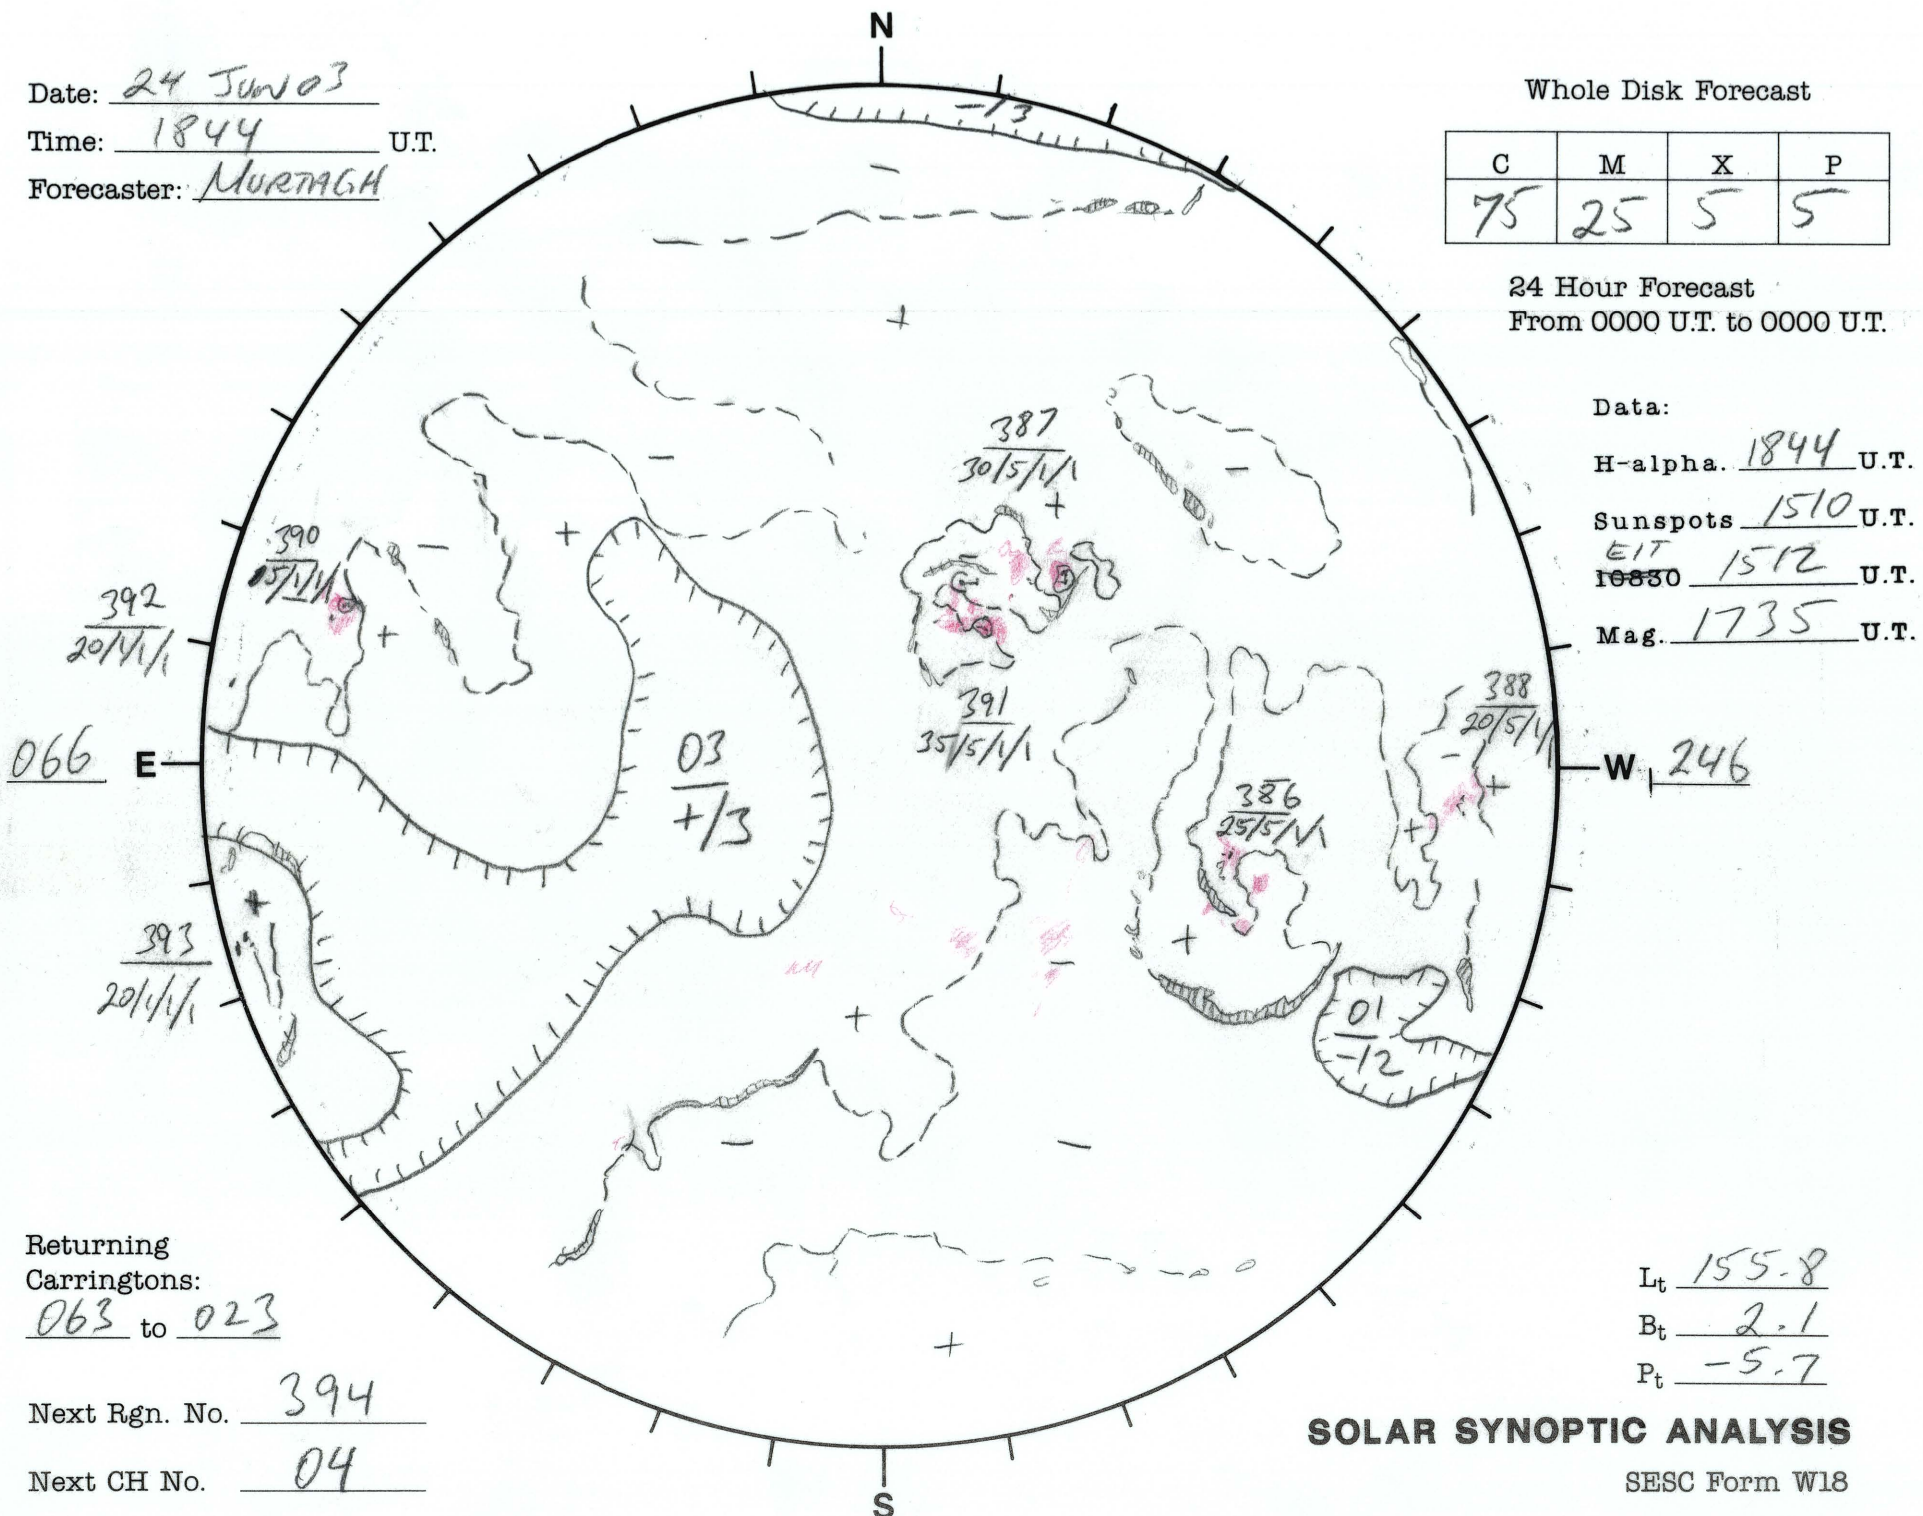 N
Date: 24 JUN 03
Time: 1844 U.T.
Forecaster: MURTAGH
Whole Disk Forecast
C M X P
75 25 5 5
24 Hour Forecast
From 0000 U.T. to 0000 U.T.
Data:
H-alpha. 1844 U.T.
Sunspots 1510 U.T.
EIT
10830 1512 U.T.
Mag. 1735 U.T.
-/3
-
+
387
30/5/1/1
+
-
-
+
390
5/1/1/1
-
+
392
20/1/1/1
391
35/5/1/1
388
20/5/1/1
-
+
+
066 E
W 246
03
+/3
386
25/5/1/1
-
+
+
393
20/1/1/1
-
+
01
-/2
-
-
+
Returning
Carringtons:
063 to 023
Next Rgn. No. 394
Next CH No. 04
Lt 155.8
Bt 2.1
Pt -5.7
SOLAR SYNOPTIC ANALYSIS
SESC Form W18
S